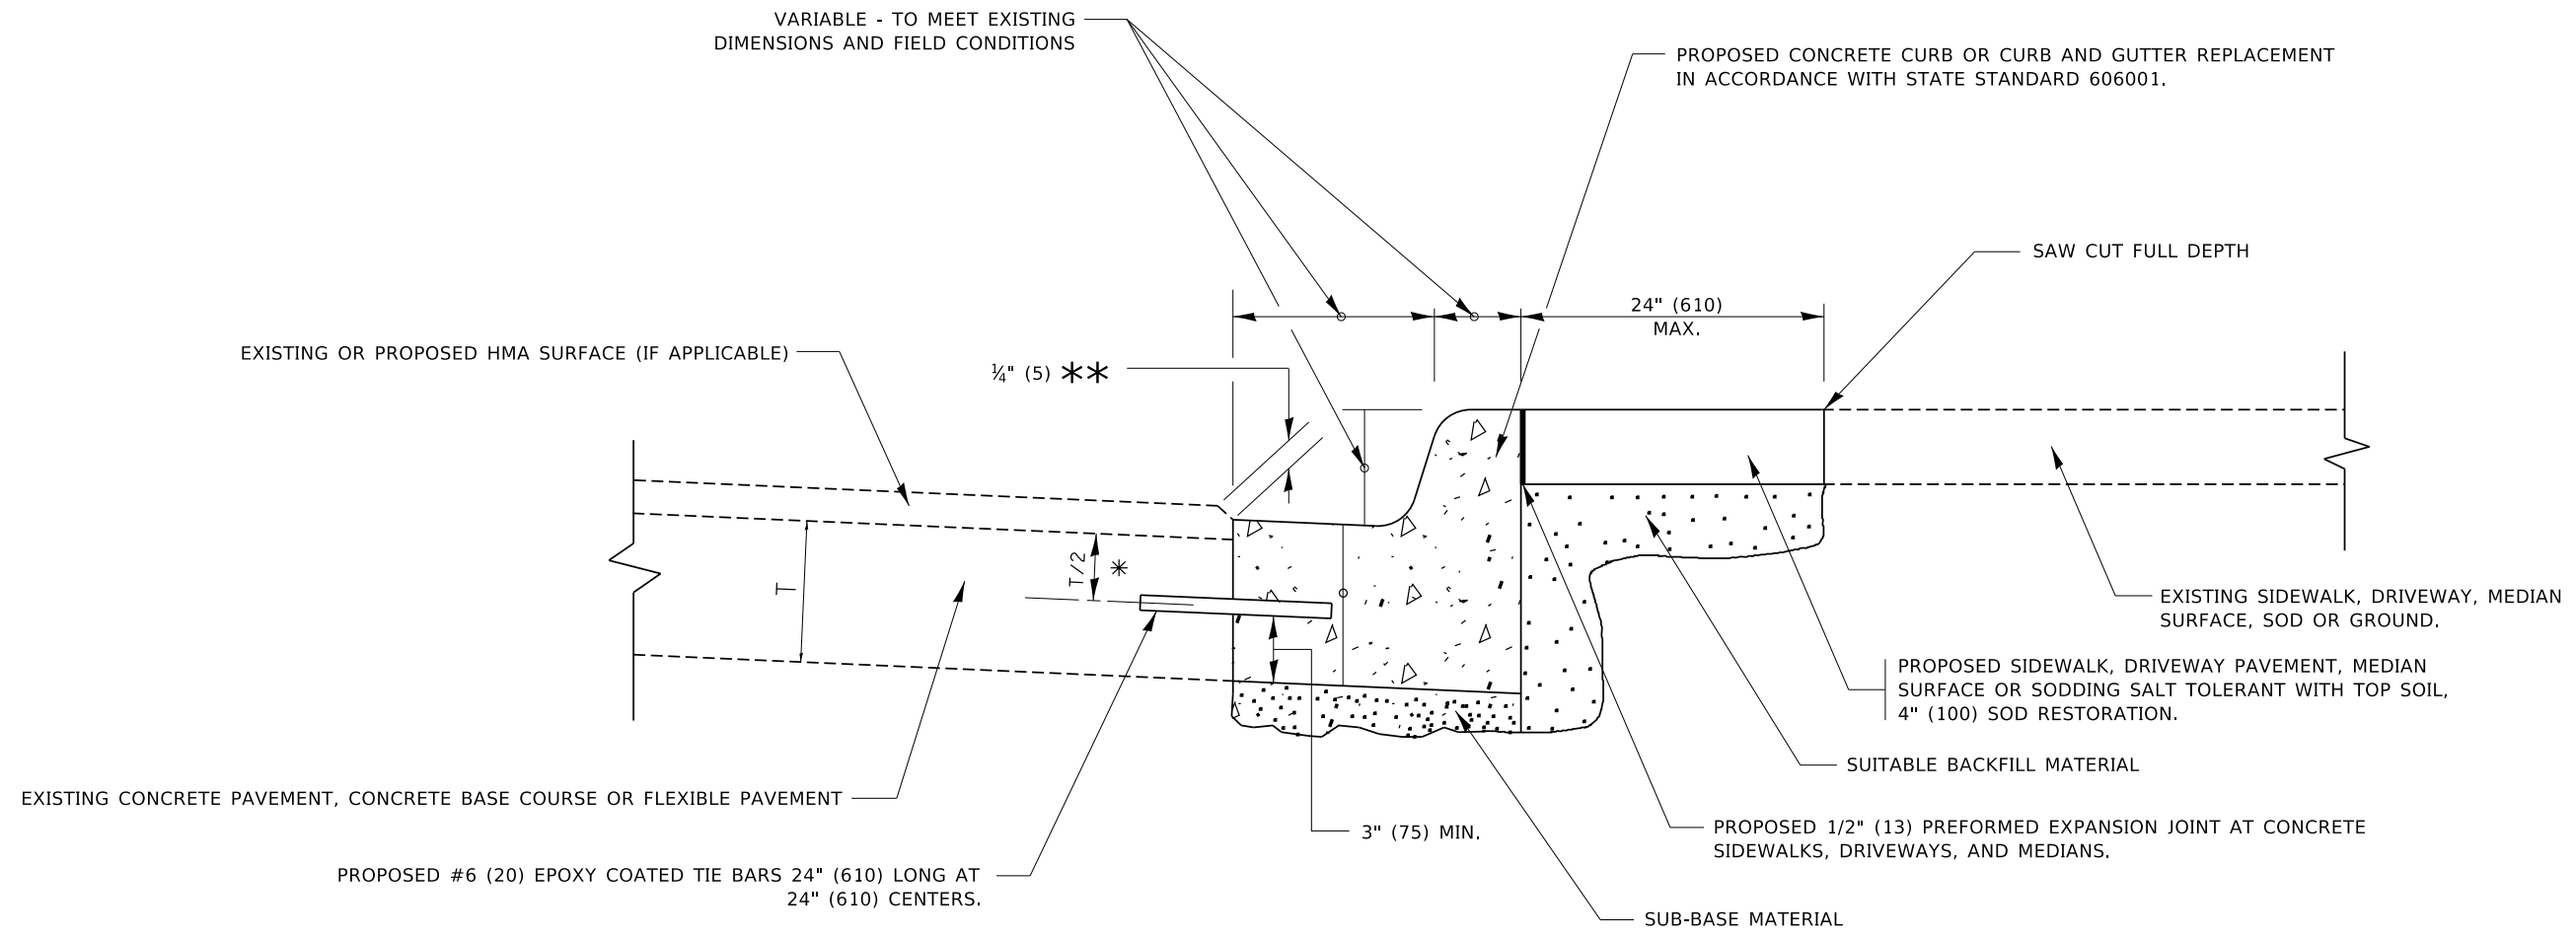 VARIABLE - TO MEET EXISTING
DIMENSIONS AND FIELD CONDITIONS
PROPOSED CONCRETE CURB OR CURB AND GUTTER REPLACEMENT
IN ACCORDANCE WITH STATE STANDARD 606001.
SAW CUT FULL DEPTH
24" (610)
MAX.
EXISTING OR PROPOSED HMA SURFACE (IF APPLICABLE)
¼" (5) **
T
T/2
*
EXISTING SIDEWALK, DRIVEWAY, MEDIAN
SURFACE, SOD OR GROUND.
PROPOSED SIDEWALK, DRIVEWAY PAVEMENT, MEDIAN
SURFACE OR SODDING SALT TOLERANT WITH TOP SOIL,
4" (100) SOD RESTORATION.
SUITABLE BACKFILL MATERIAL
EXISTING CONCRETE PAVEMENT, CONCRETE BASE COURSE OR FLEXIBLE PAVEMENT
3" (75) MIN.
PROPOSED 1/2" (13) PREFORMED EXPANSION JOINT AT CONCRETE
SIDEWALKS, DRIVEWAYS, AND MEDIANS.
PROPOSED #6 (20) EPOXY COATED TIE BARS 24" (610) LONG AT
24" (610) CENTERS.
SUB-BASE MATERIAL